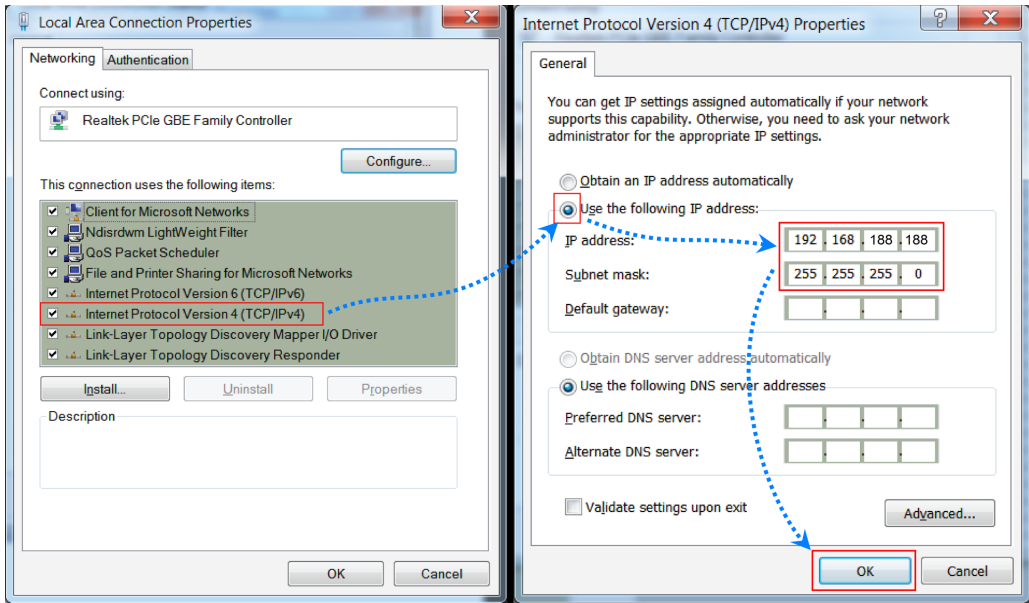 Local Area Connection Properties
Networking
Authentication
Connect using:
Realtek PCIe GBE Family Controller
Configure...
This connection uses the following items:
Client for Microsoft Networks
Ndisrdwm LightWeight Filter
QoS Packet Scheduler
File and Printer Sharing for Microsoft Networks
Internet Protocol Version 6 (TCP/IPv6)
Internet Protocol Version 4 (TCP/IPv4)
Link-Layer Topology Discovery Mapper I/O Driver
Link-Layer Topology Discovery Responder
Install...
Uninstall
Properties
Description
OK
Cancel
Internet Protocol Version 4 (TCP/IPv4) Properties
General
You can get IP settings assigned automatically if your network
supports this capability. Otherwise, you need to ask your network
administrator for the appropriate IP settings.
Obtain an IP address automatically
Use the following IP address:
IP address: 192 . 168 . 188 . 188
Subnet mask: 255 . 255 . 255 . 0
Default gateway: . . .
Obtain DNS server address automatically
Use the following DNS server addresses
Preferred DNS server: . . .
Alternate DNS server: . . .
Validate settings upon exit
Advanced...
OK
Cancel